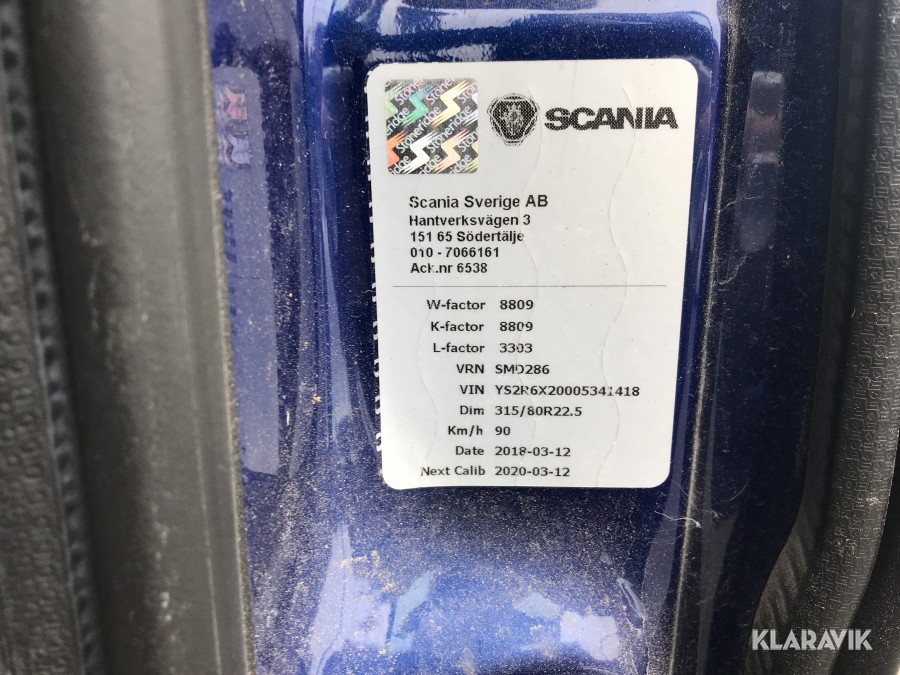 Stoneridge
SCANIA
Scania Sverige AB
Hantverksvägen 3
151 65 Södertälje
010 - 7066161
Ack.nr 6538
W-factor 8809
K-factor 8809
L-factor 3303
VRN SMD286
VIN YS2R6X20005341418
Dim 315/80R22.5
Km/h 90
Date 2018-03-12
Next Calib 2020-03-12
KLARAVIK